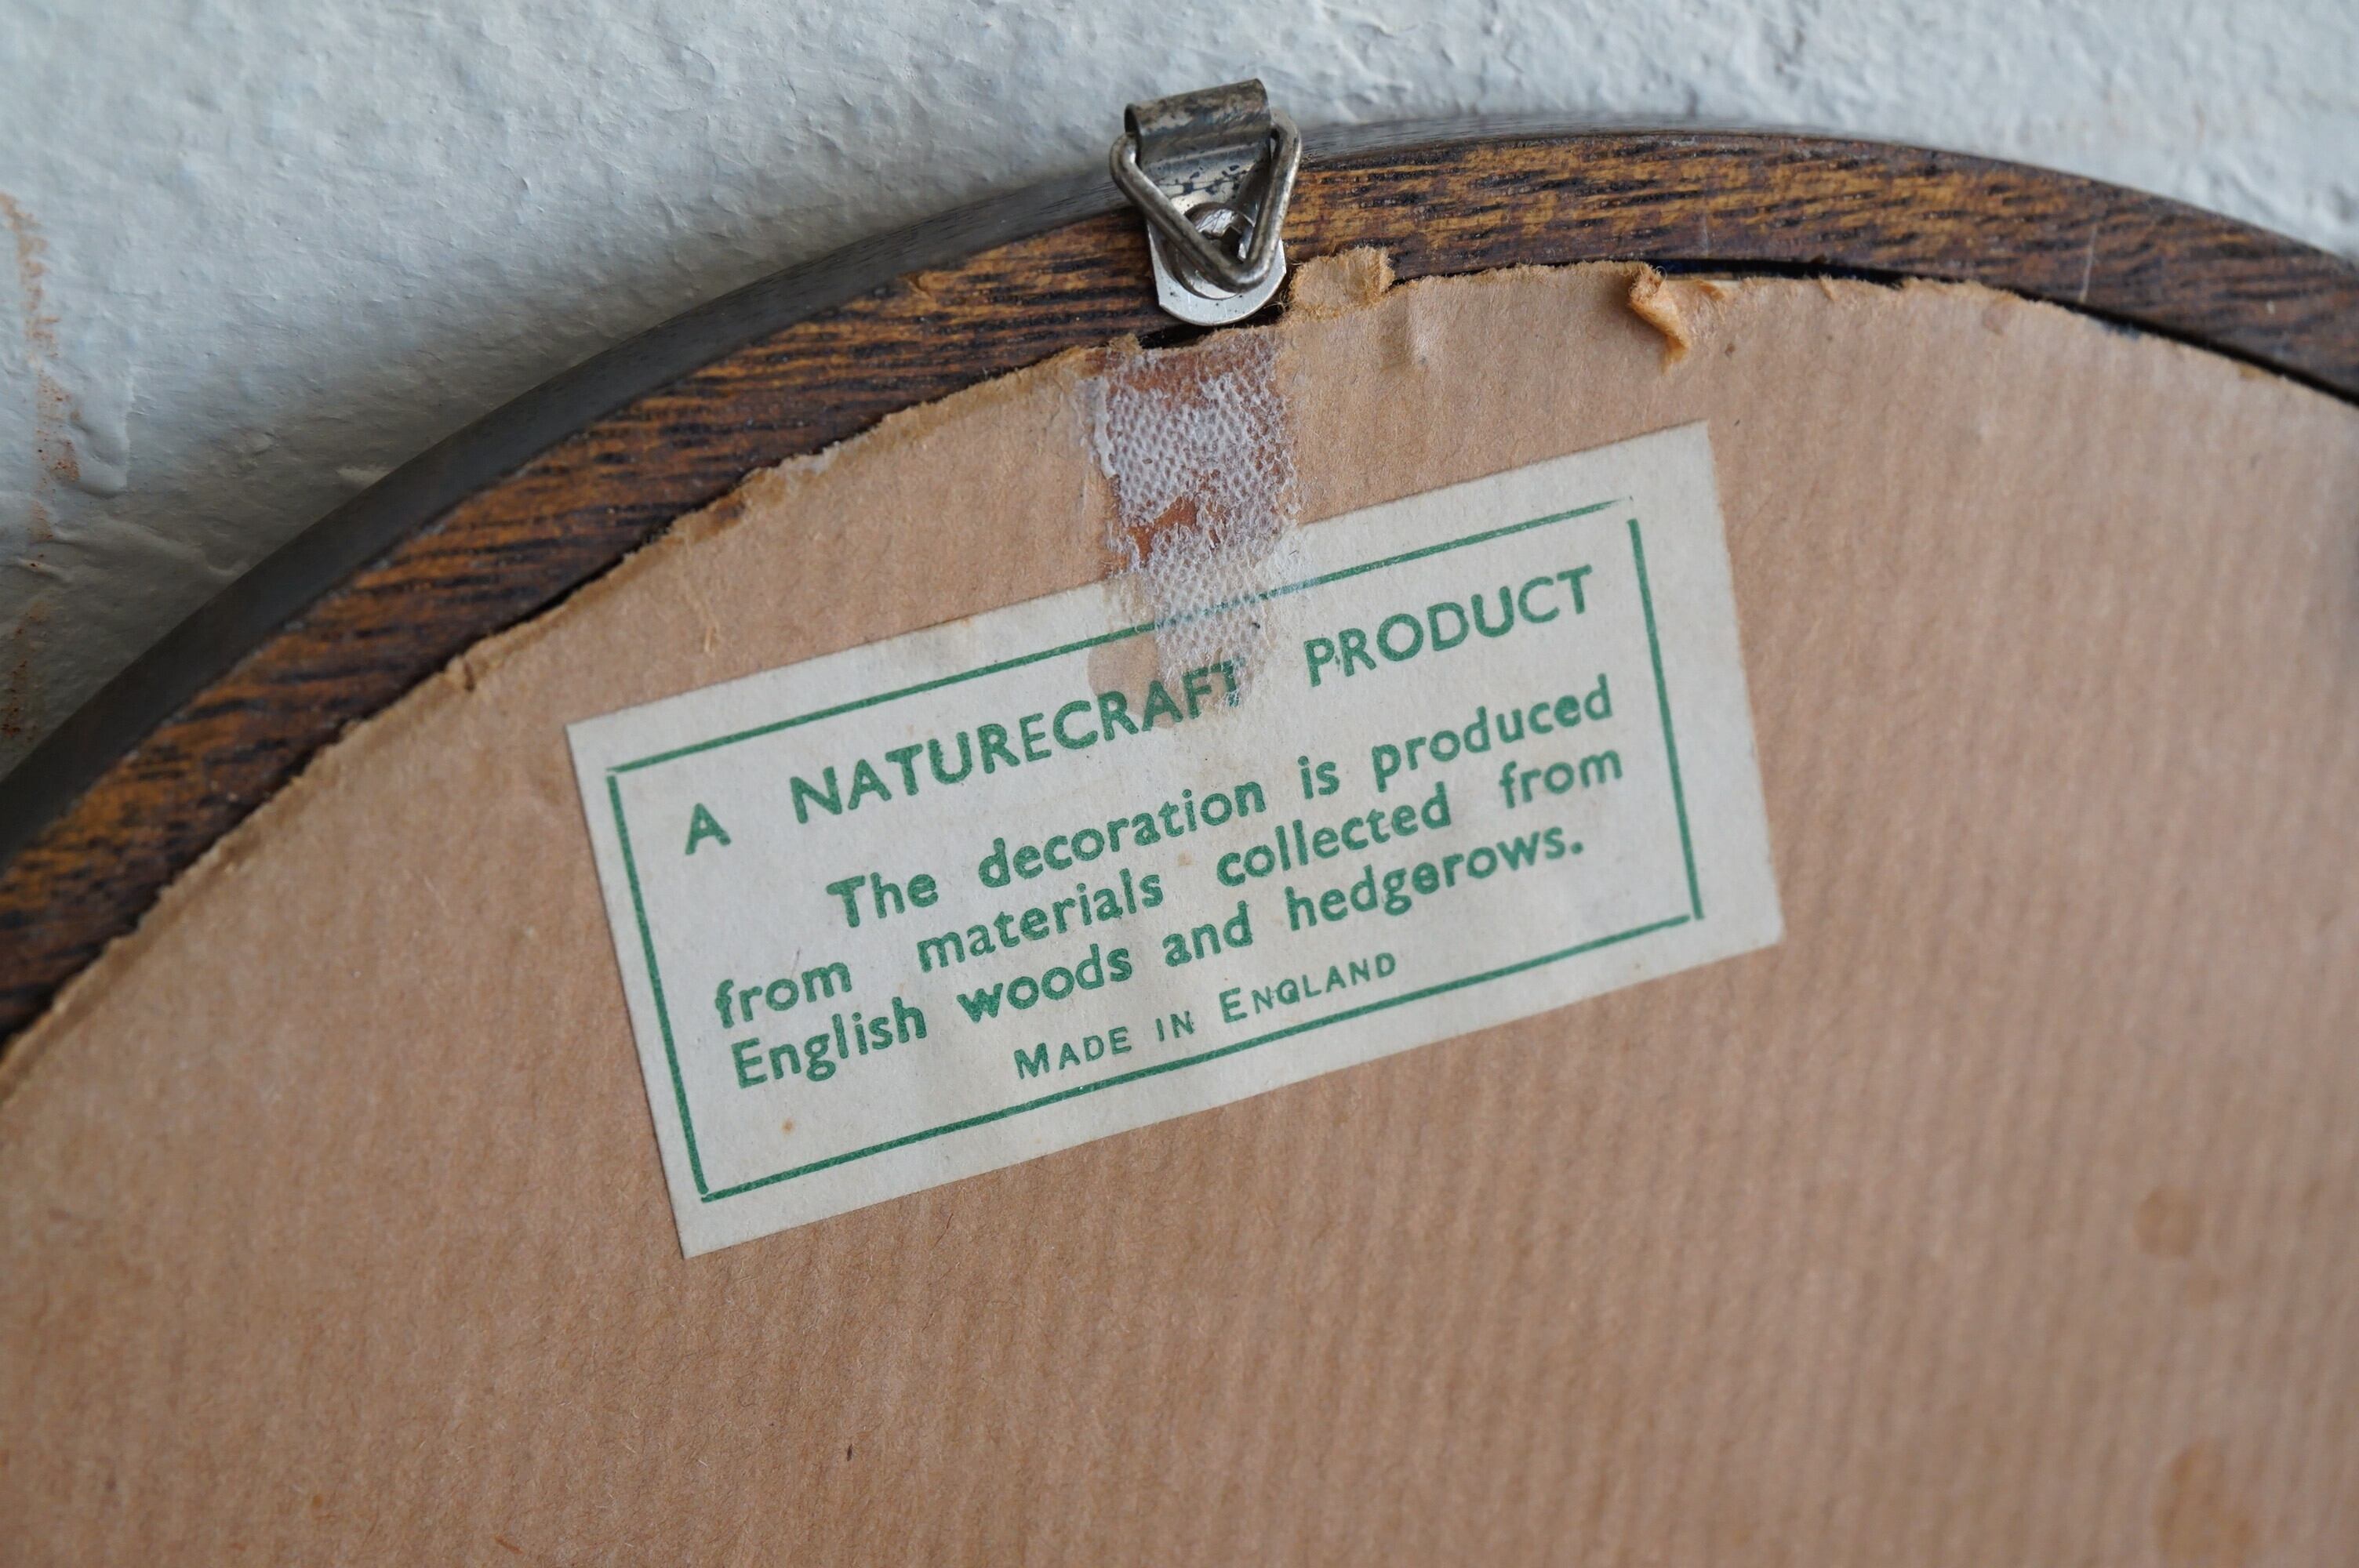 A NATURECRAFT PRODUCT
The decoration is produced
from materials collected from
English woods and hedgerows.
MADE IN ENGLAND